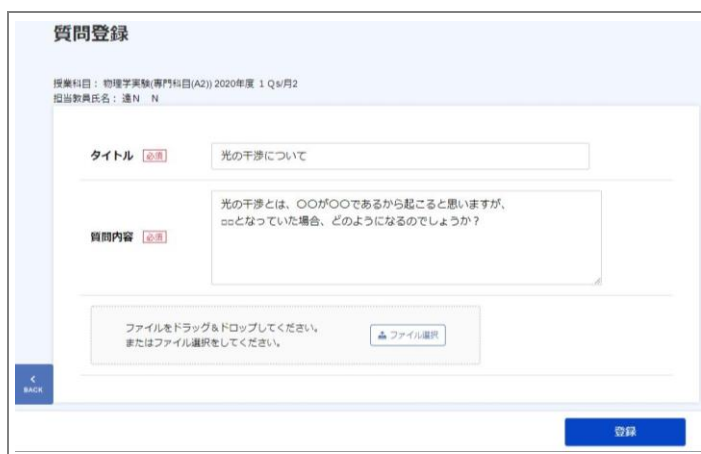 質問登録
授業科目： 物理学実験(専門科目(A2)) 2020年度 1 Qs/月2
担当教員氏名： 遠N N
タイトル 必須
光の干渉について
質問内容 必須
光の干渉とは、〇〇が〇〇であるから起こると思いますが、
□□となっていた場合、どのようになるのでしょうか？
ファイルをドラッグ&ドロップしてください。
またはファイル選択をしてください。
ファイル選択
BACK
登録